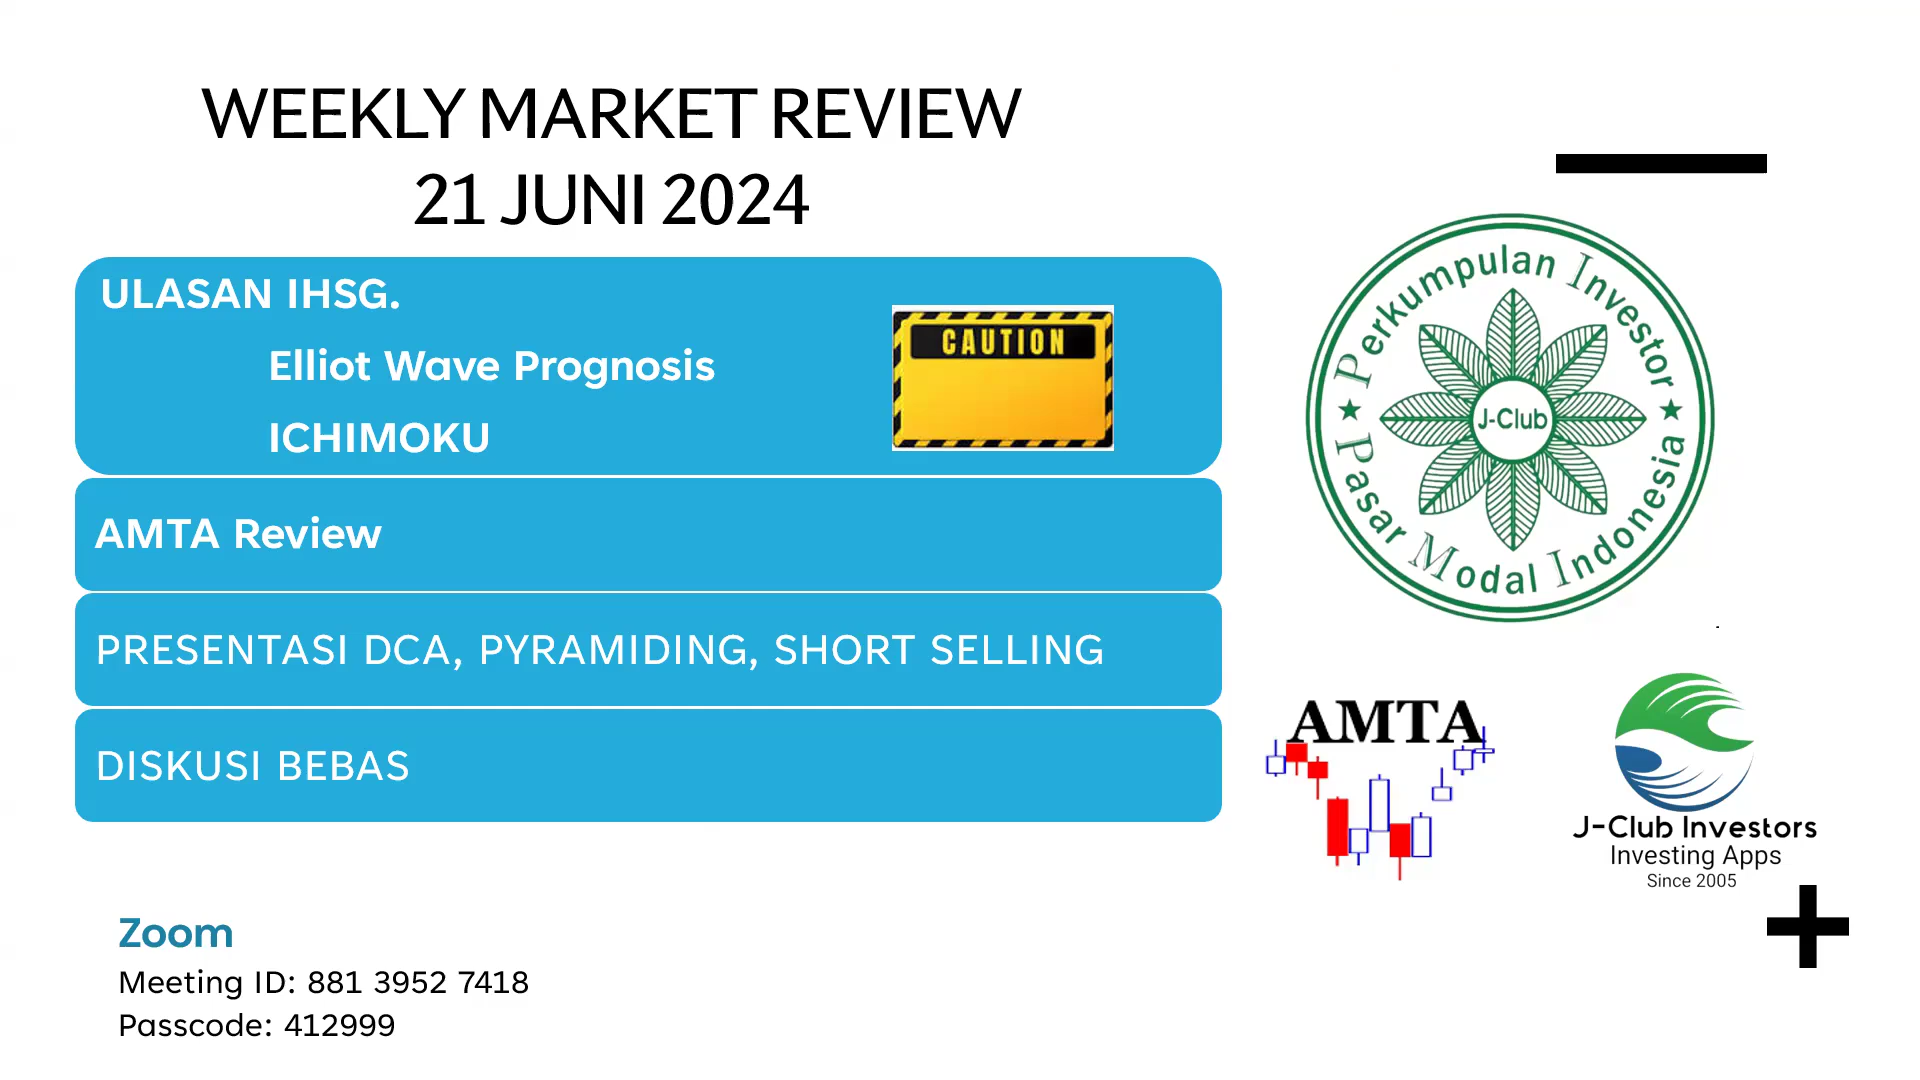 WEEKLY MARKET REVIEW
21 JUNI 2024
ULASAN IHSG.
Elliot Wave Prognosis
ICHIMOKU
CAUTION
AMTA Review
PRESENTASI DCA, PYRAMIDING, SHORT SELLING
DISKUSI BEBAS
Zoom
Meeting ID: 881 3952 7418
Passcode: 412999
Perkumpulan Investor
J-Club
Pasar Modal Indonesia
AMTA
J-Club Investors
Investing Apps
Since 2005